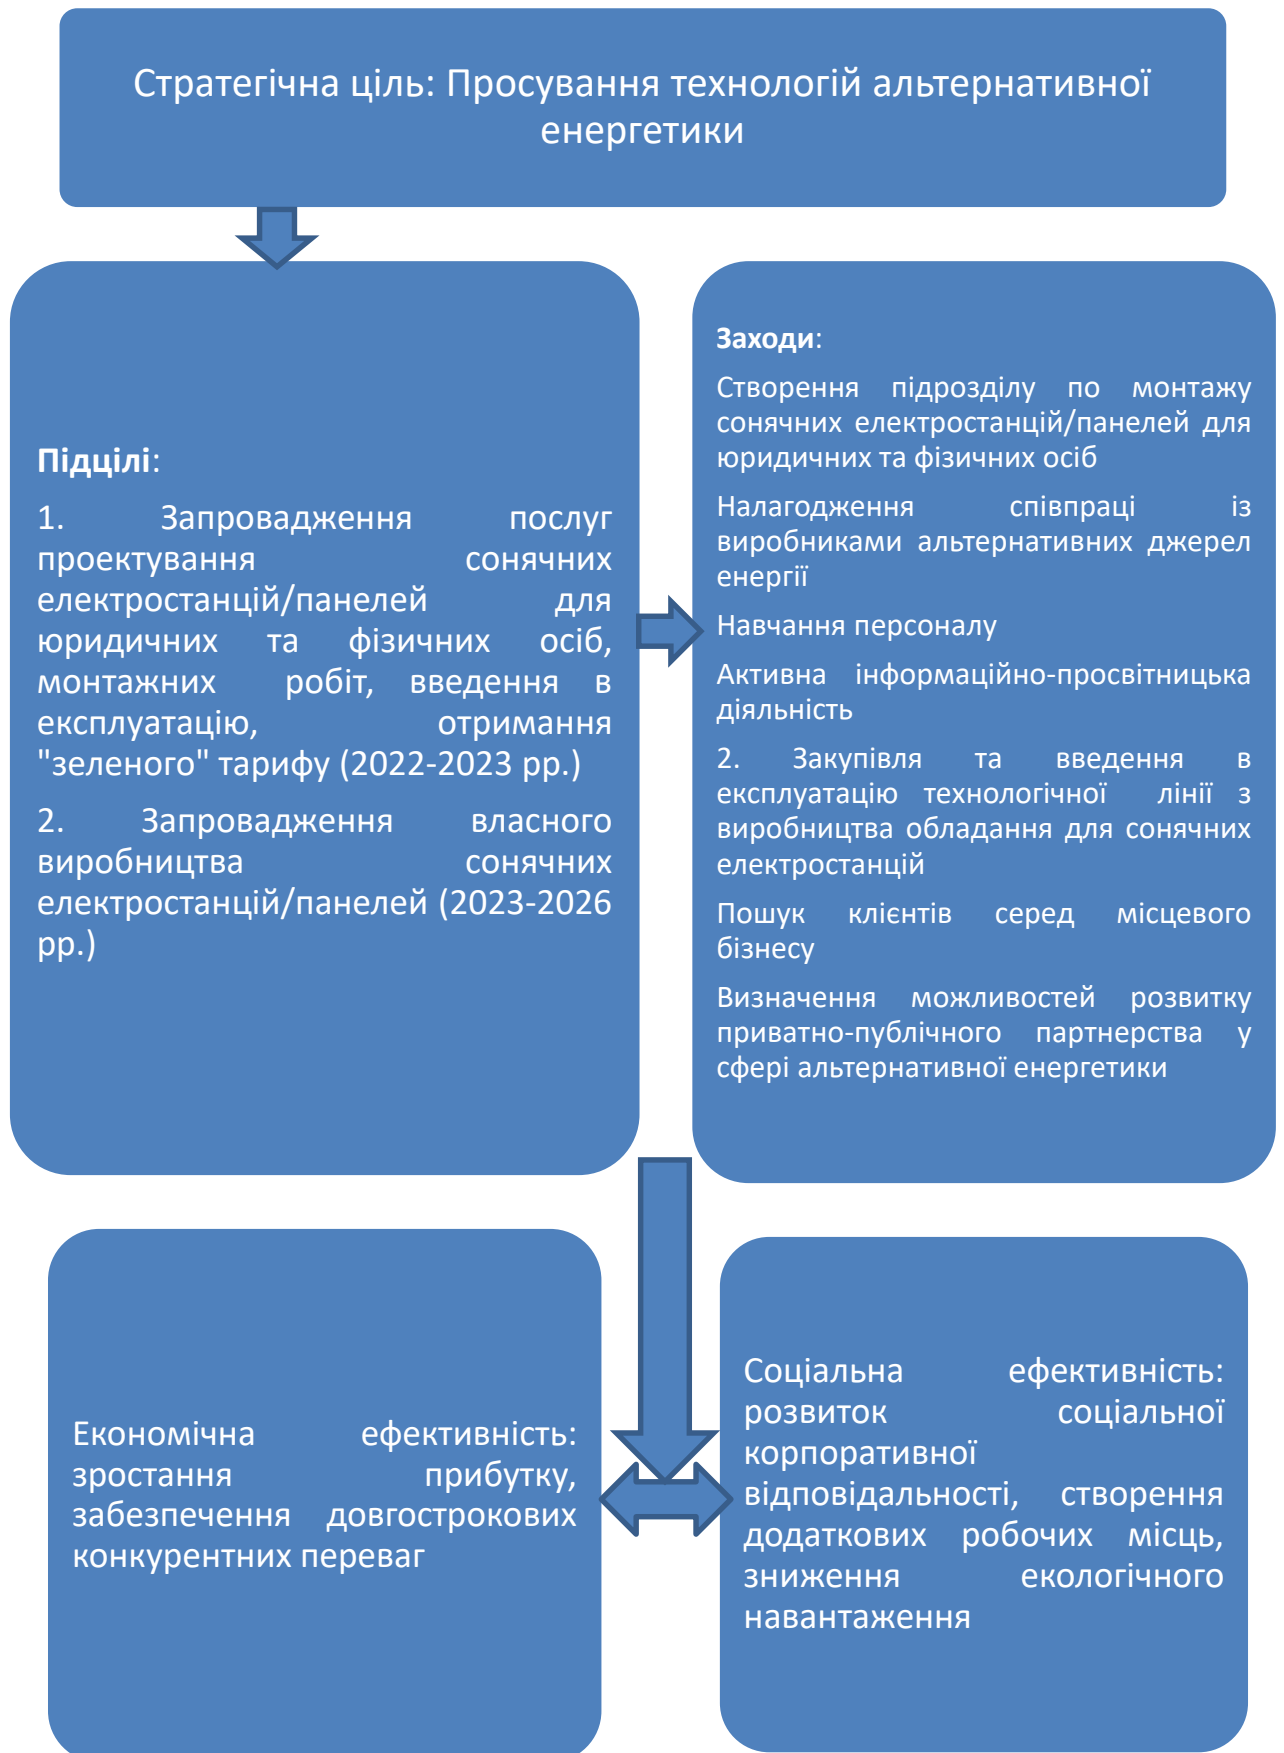 Стратегічна ціль: Просування технологій альтернативної
енергетики
Підцілі:
1. Запровадження послуг
проектування сонячних
електростанцій/панелей для
юридичних та фізичних осіб,
монтажних робіт, введення в
експлуатацію, отримання
"зеленого" тарифу (2022-2023 рр.)
2. Запровадження власного
виробництва сонячних
електростанцій/панелей (2023-2026
рр.)
Заходи:
Створення підрозділу по монтажу
сонячних електростанцій/панелей для
юридичних та фізичних осіб
Налагодження співпраці із
виробниками альтернативних джерел
енергії
Навчання персоналу
Активна інформаційно-просвітницька
діяльність
2. Закупівля та введення в
експлуатацію технологічної лінії з
виробництва обладання для сонячних
електростанцій
Пошук клієнтів серед місцевого
бізнесу
Визначення можливостей розвитку
приватно-публічного партнерства у
сфері альтернативної енергетики
Економічна ефективність:
зростання прибутку,
забезпечення довгострокових
конкурентних переваг
Соціальна ефективність:
розвиток соціальної
корпоративної
відповідальності, створення
додаткових робочих місць,
зниження екологічного
навантаження